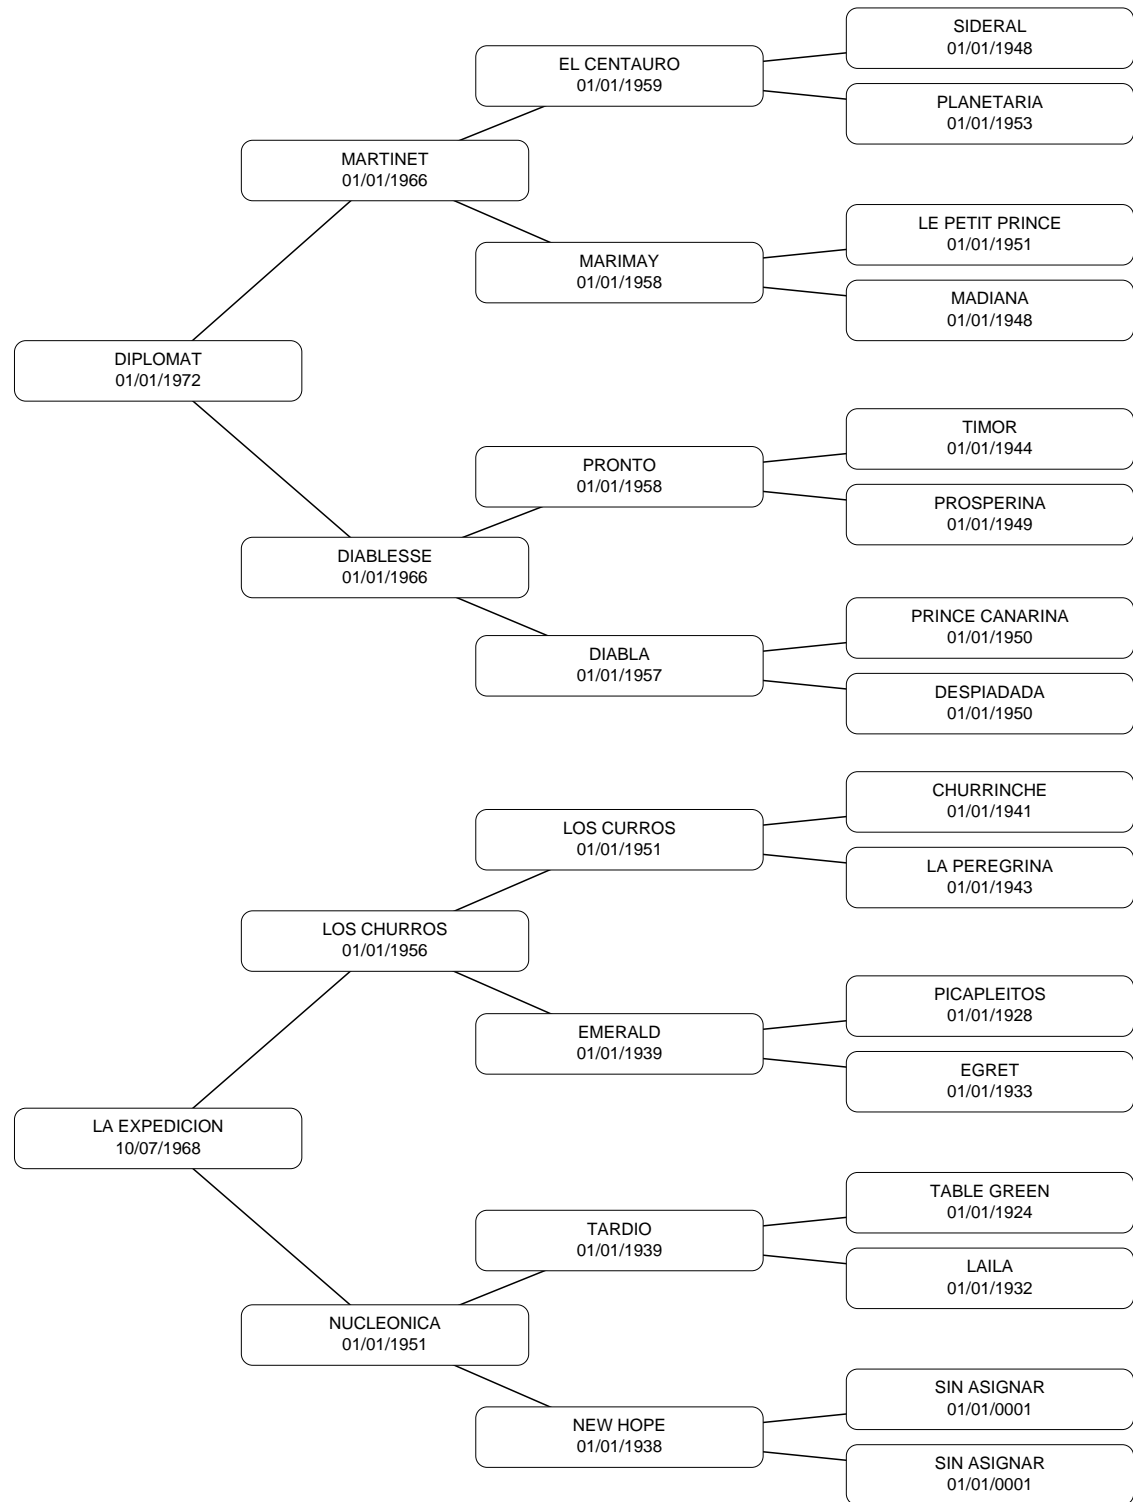 SIDERAL
01/01/1948
EL CENTAURO
01/01/1959
PLANETARIA
01/01/1953
MARTINET
01/01/1966
LE PETIT PRINCE
01/01/1951
MARIMAY
01/01/1958
MADIANA
01/01/1948
DIPLOMAT
01/01/1972
TIMOR
01/01/1944
PRONTO
01/01/1958
PROSPERINA
01/01/1949
DIABLESSE
01/01/1966
PRINCE CANARINA
01/01/1950
DIABLA
01/01/1957
DESPIADADA
01/01/1950
CHURRINCHE
01/01/1941
LOS CURROS
01/01/1951
LA PEREGRINA
01/01/1943
LOS CHURROS
01/01/1956
PICAPLEITOS
01/01/1928
EMERALD
01/01/1939
EGRET
01/01/1933
LA EXPEDICION
10/07/1968
TABLE GREEN
01/01/1924
TARDIO
01/01/1939
LAILA
01/01/1932
NUCLEONICA
01/01/1951
SIN ASIGNAR
01/01/0001
NEW HOPE
01/01/1938
SIN ASIGNAR
01/01/0001